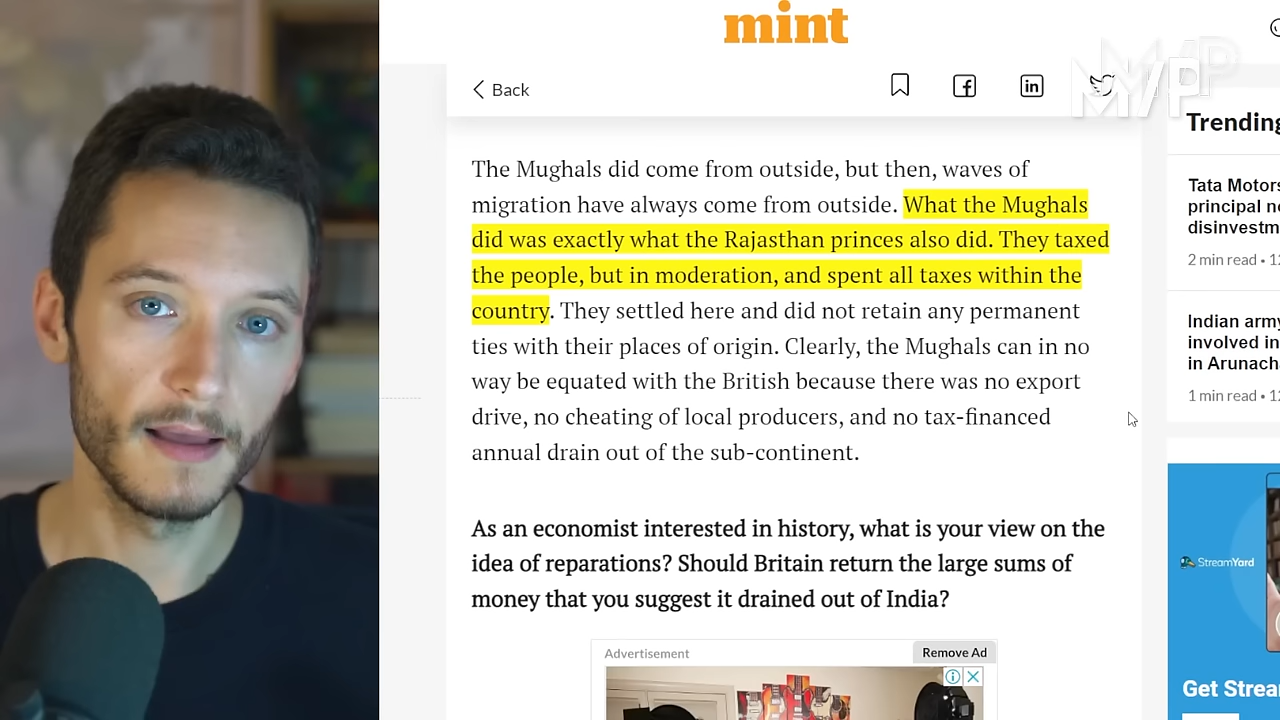 mint
Back
MVP
The Mughals did come from outside, but then, waves of
migration have always come from outside. What the Mughals
did was exactly what the Rajasthan princes also did. They taxed
the people, but in moderation, and spent all taxes within the
country. They settled here and did not retain any permanent
ties with their places of origin. Clearly, the Mughals can in no
way be equated with the British because there was no export
drive, no cheating of local producers, and no tax-financed
annual drain out of the sub-continent.
As an economist interested in history, what is your view on the
idea of reparations? Should Britain return the large sums of
money that you suggest it drained out of India?
Advertisement
Remove Ad
Trending
Tata Motors
principal no
disinvestm
2 min read • 12
Indian army
involved in
in Arunach
1 min read • 12
StreamYard
Get Strea